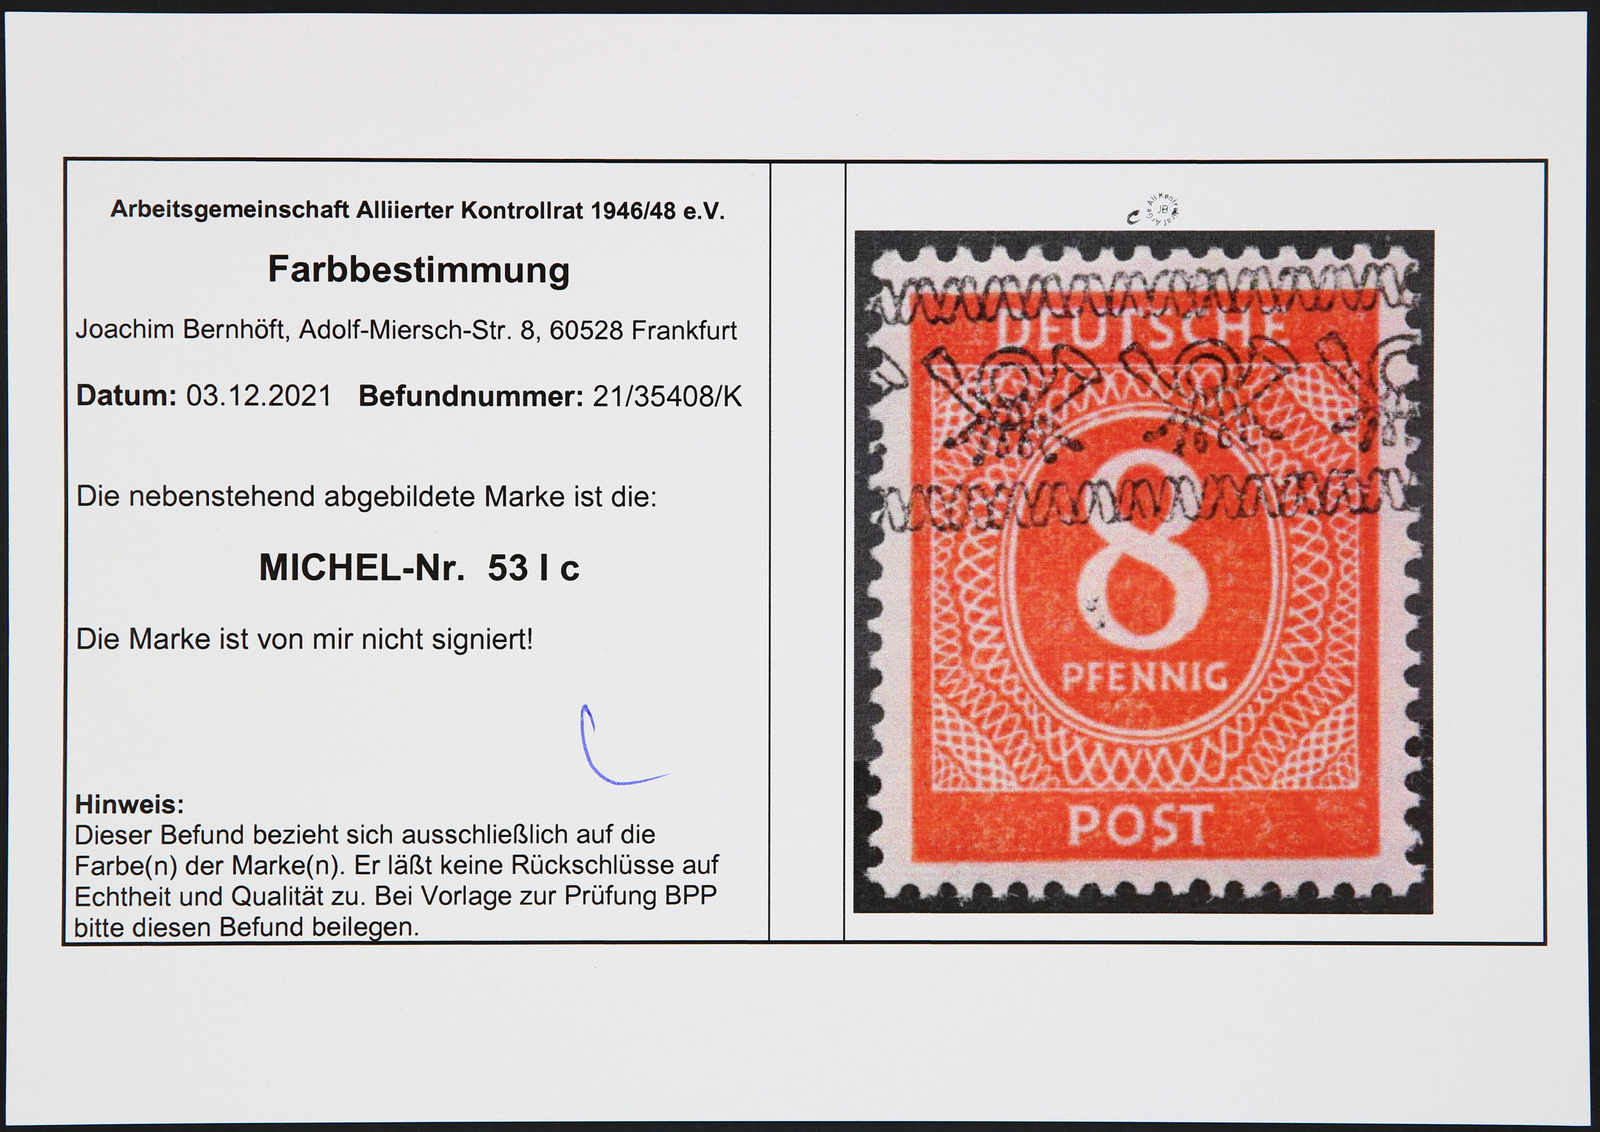 Arbeitsgemeinschaft Alliierter Kontrollrat 1946/48 e.V.
Farbbestimmung
Joachim Bernhöft, Adolf-Miersch-Str. 8, 60528 Frankfurt
Datum: 03.12.2021 Befundnummer: 21/35408/K
Die nebenstehend abgebildete Marke ist die:
MICHEL-Nr. 53 I c
Die Marke ist von mir nicht signiert!
Hinweis:
Dieser Befund bezieht sich ausschließlich auf die
Farbe(n) der Marke(n). Er läßt keine Rückschlüsse auf
Echtheit und Qualität zu. Bei Vorlage zur Prüfung BPP
bitte diesen Befund beilegen.
c
JB
DEUTSCHE
8
PFENNIG
POST